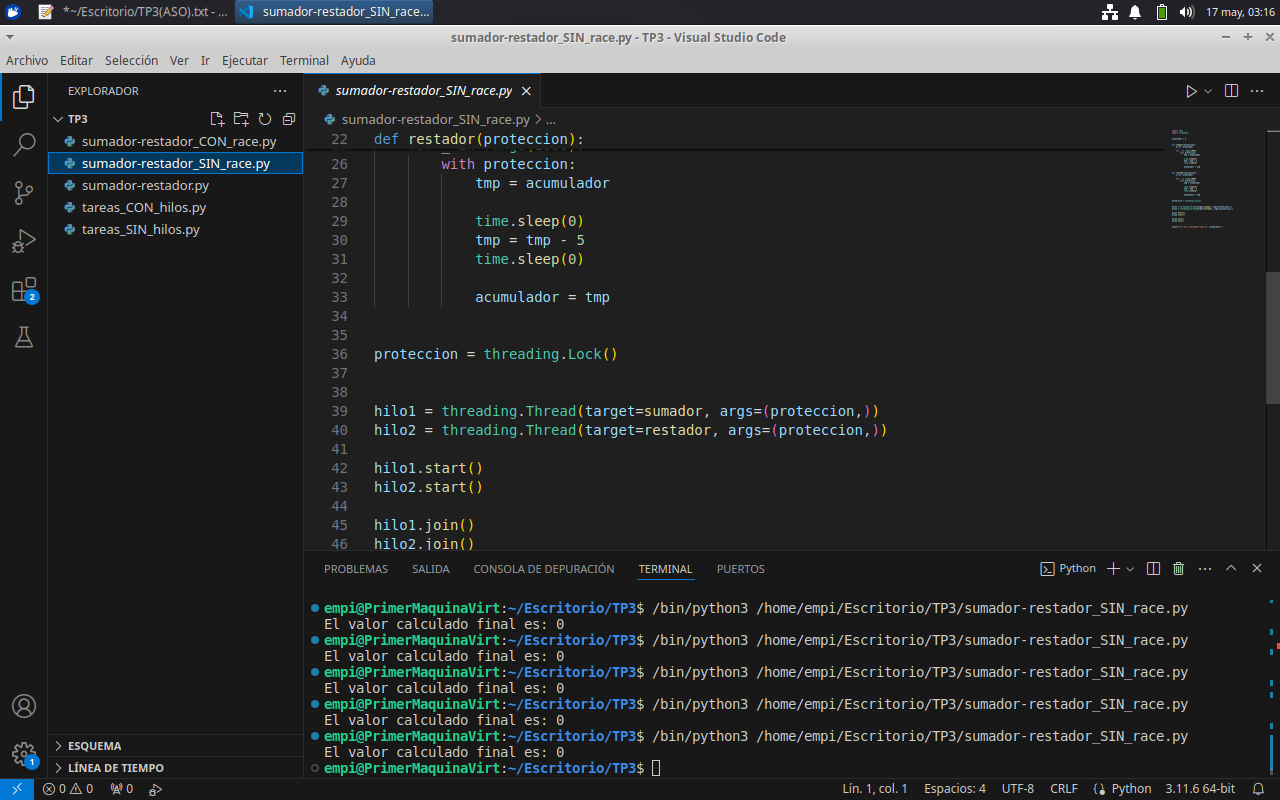 *~/Escritorio/TP3(ASO).txt - ...
sumador-restador_SIN_race...
17 may, 03:16
sumador-restador_SIN_race.py - TP3 - Visual Studio Code
Archivo Editar Selección Ver Ir Ejecutar Terminal Ayuda
EXPLORADOR
TP3
sumador-restador_CON_race.py
sumador-restador_SIN_race.py
sumador-restador.py
tareas_CON_hilos.py
tareas_SIN_hilos.py
2
1
ESQUEMA
LÍNEA DE TIEMPO
sumador-restador_SIN_race.py
sumador-restador_SIN_race.py > ...
22 def restador(proteccion):
26 with proteccion:
27 tmp = acumulador
28
29 time.sleep(0)
30 tmp = tmp - 5
31 time.sleep(0)
32
33 acumulador = tmp
34
35
36 proteccion = threading.Lock()
37
38
39 hilo1 = threading.Thread(target=sumador, args=(proteccion,))
40 hilo2 = threading.Thread(target=restador, args=(proteccion,))
41
42 hilo1.start()
43 hilo2.start()
44
45 hilo1.join()
46 hilo2.join()
PROBLEMAS SALIDA CONSOLA DE DEPURACIÓN TERMINAL PUERTOS
Python
empi@PrimerMaquinaVirt:~/Escritorio/TP3$ /bin/python3 /home/empi/Escritorio/TP3/sumador-restador_SIN_race.py
El valor calculado final es: 0
empi@PrimerMaquinaVirt:~/Escritorio/TP3$ /bin/python3 /home/empi/Escritorio/TP3/sumador-restador_SIN_race.py
El valor calculado final es: 0
empi@PrimerMaquinaVirt:~/Escritorio/TP3$ /bin/python3 /home/empi/Escritorio/TP3/sumador-restador_SIN_race.py
El valor calculado final es: 0
empi@PrimerMaquinaVirt:~/Escritorio/TP3$ /bin/python3 /home/empi/Escritorio/TP3/sumador-restador_SIN_race.py
El valor calculado final es: 0
empi@PrimerMaquinaVirt:~/Escritorio/TP3$ /bin/python3 /home/empi/Escritorio/TP3/sumador-restador_SIN_race.py
El valor calculado final es: 0
empi@PrimerMaquinaVirt:~/Escritorio/TP3$
0 0 0 Lín. 1, col. 1 Espacios: 4 UTF-8 CRLF Python 3.11.6 64-bit